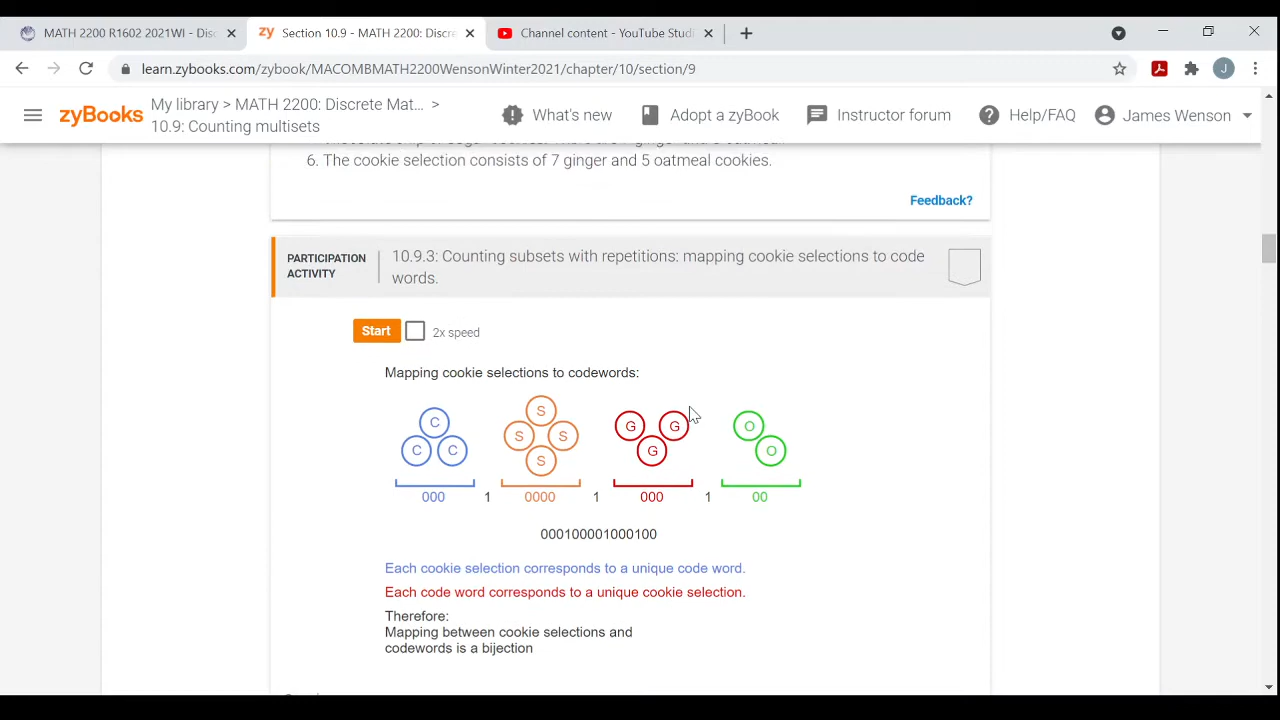 MATH 2200 R1602 2021WI - Disc
zy Section 10.9 - MATH 2200: Discre
Channel content - YouTube Studi
learn.zybooks.com/zybook/MACOMBMATH2200WensonWinter2021/chapter/10/section/9
J
zyBooks
My library > MATH 2200: Discrete Mat... >
10.9: Counting multisets
What's new
Adopt a zyBook
Instructor forum
Help/FAQ
James Wenson
6. The cookie selection consists of 7 ginger and 5 oatmeal cookies.
Feedback?
PARTICIPATION
ACTIVITY
10.9.3: Counting subsets with repetitions: mapping cookie selections to code
words.
Start
2x speed
Mapping cookie selections to codewords:
C C C
S S S S
G G G
O O
000 1 0000 1 000 1 00
000100001000100
Each cookie selection corresponds to a unique code word.
Each code word corresponds to a unique cookie selection.
Therefore:
Mapping between cookie selections and
codewords is a bijection